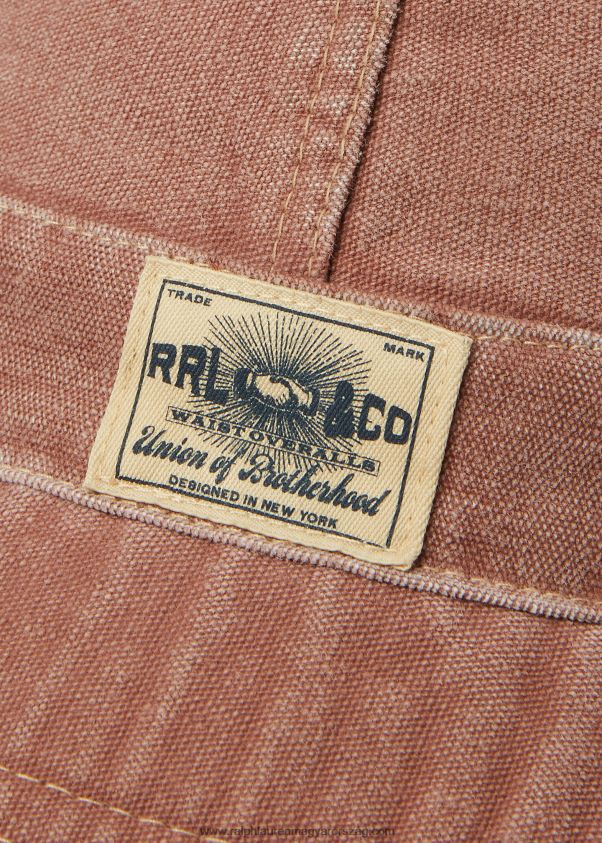 TRADE MARK
RRL & CO
WAIST OVERALLS
Union of Brotherhood
DESIGNED IN NEW YORK
www.ralphlaurenmagyarorszag.com